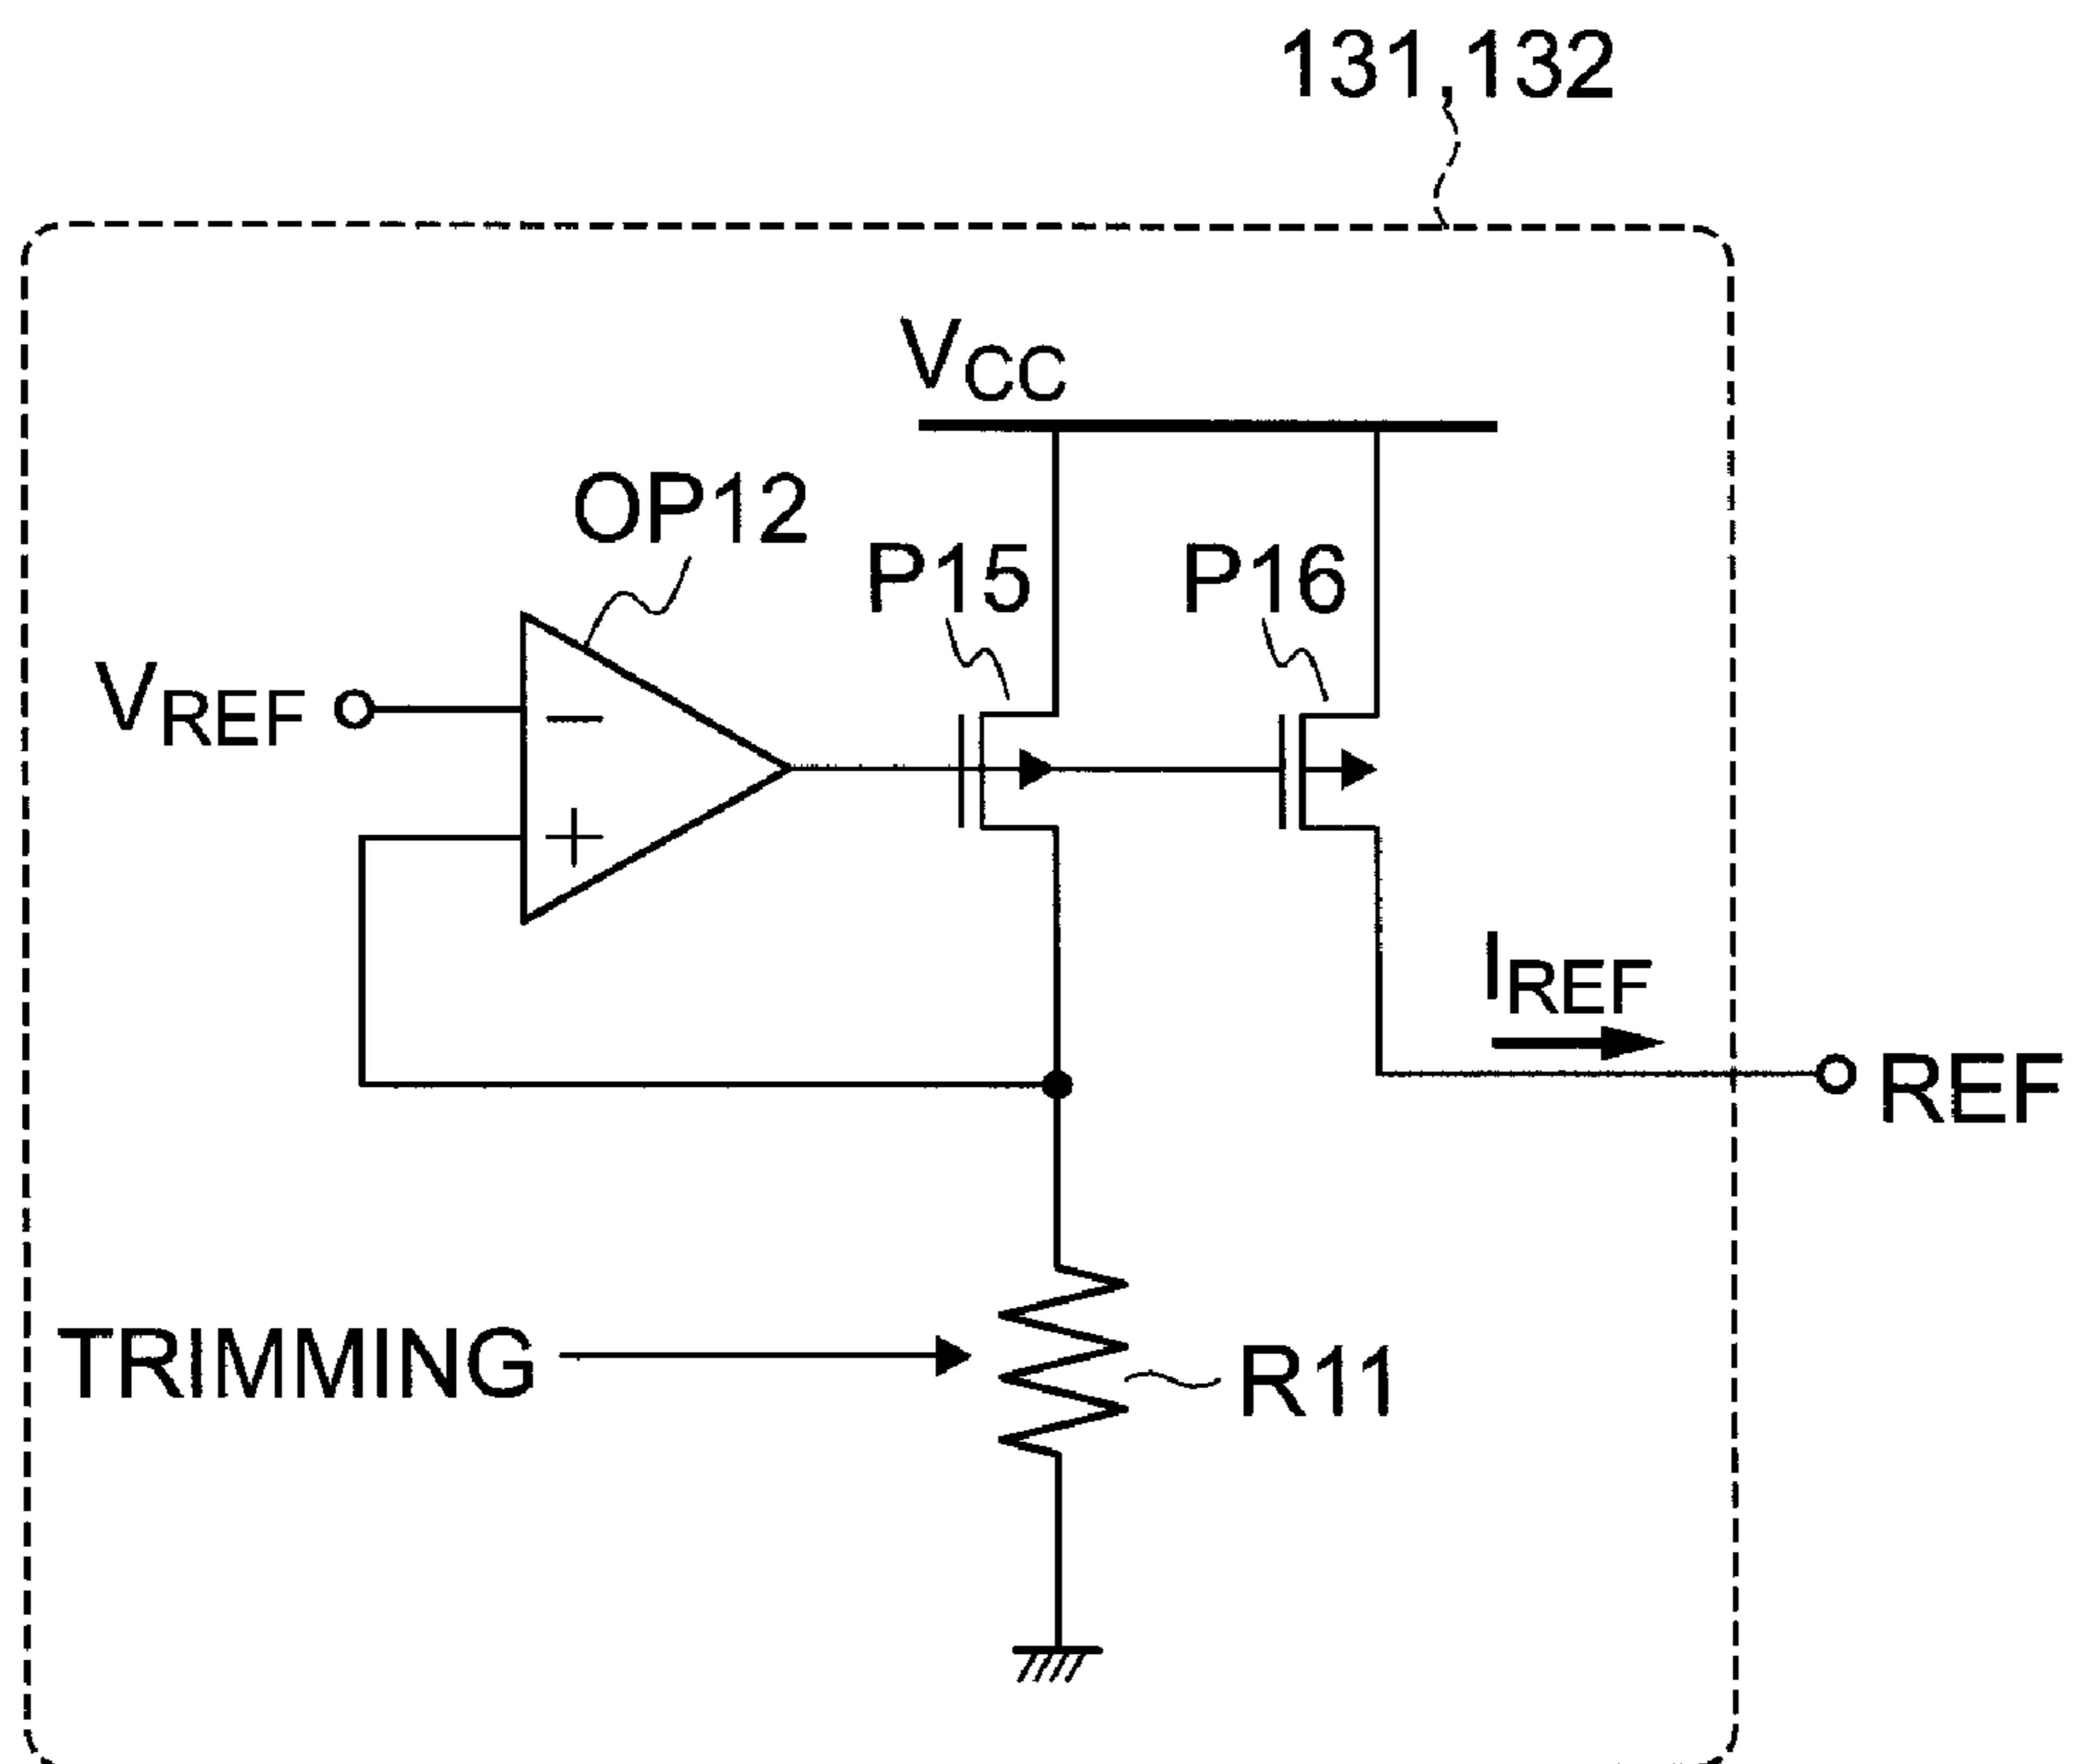 131,132
VCC
OP12
P15
P16
VREF
−
+
IREF
REF
TRIMMING
R11